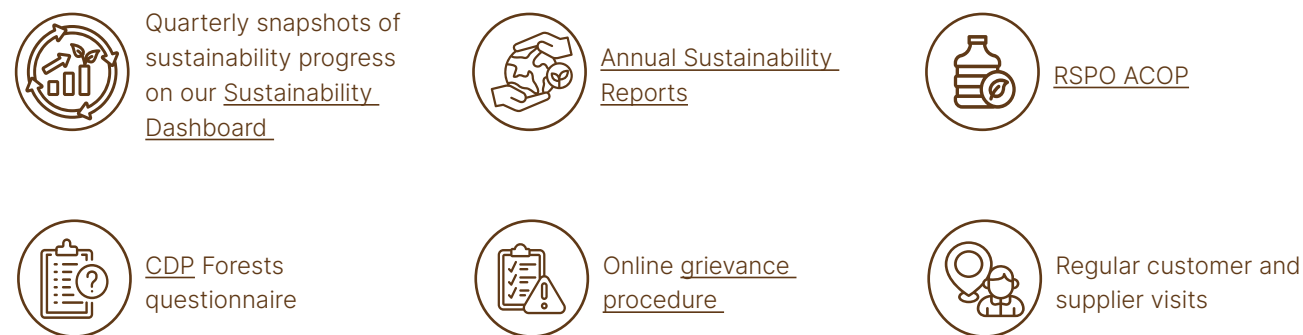 Quarterly snapshots of
sustainability progress
on our Sustainability
Dashboard
Annual Sustainability
Reports
RSPO ACOP
CDP Forests
questionnaire
Online grievance
procedure
Regular customer and
supplier visits